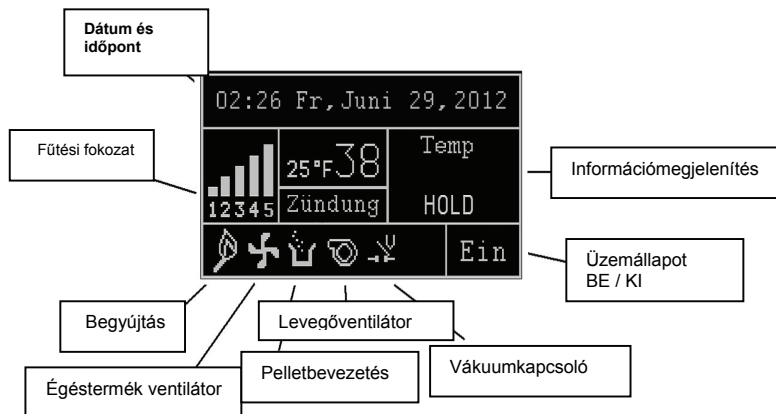 Dátum és
időpont
02:26 Fr,Juni 29,2012
Fűtési fokozat
25°F38
Temp
Információmegjelenítés
12345
Zündung
HOLD
Ein
Üzemállapot
BE / KI
Begyújtás
Levegőventilátor
Vákuumkapcsoló
Égéstermék ventilátor
Pelletbevezetés